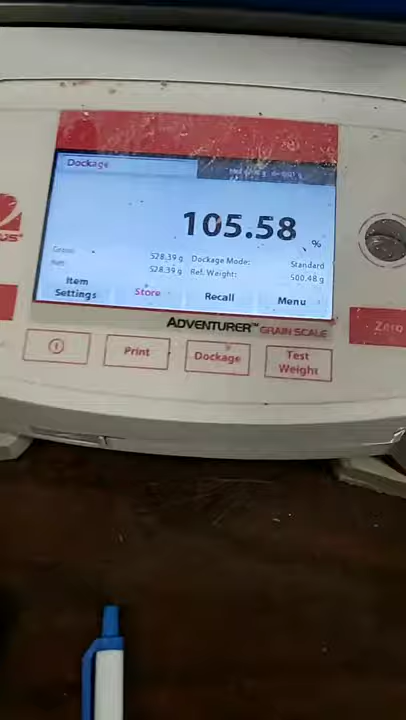 Dockage
105.58 %
Gross: 528.39 g Dockage Mode: Standard
Net: 528.39 g Ref. Weight: 500.48 g
Item Settings Store Recall Menu
ADVENTURER™ GRAIN SCALE
Print Dockage Test Weight Zero